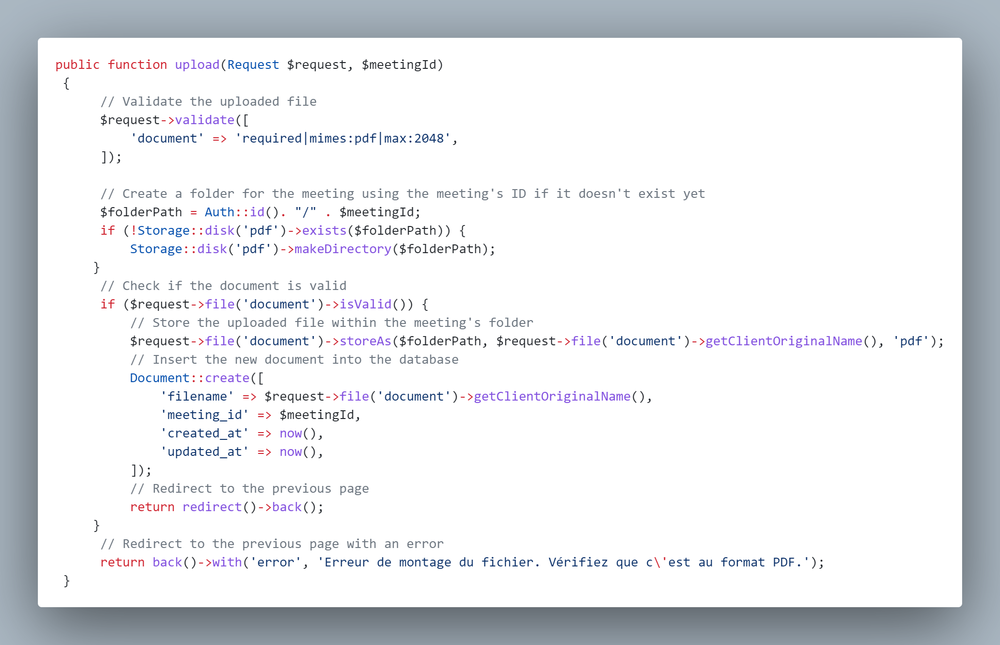 public function upload(Request $request, $meetingId)
{
// Validate the uploaded file
$request->validate([
'document' => 'required|mimes:pdf|max:2048',
]);
// Create a folder for the meeting using the meeting's ID if it doesn't exist yet
$folderPath = Auth::id(). "/" . $meetingId;
if (!Storage::disk('pdf')->exists($folderPath)) {
Storage::disk('pdf')->makeDirectory($folderPath);
}
// Check if the document is valid
if ($request->file('document')->isValid()) {
// Store the uploaded file within the meeting's folder
$request->file('document')->storeAs($folderPath, $request->file('document')->getClientOriginalName(), 'pdf');
// Insert the new document into the database
Document::create([
'filename' => $request->file('document')->getClientOriginalName(),
'meeting_id' => $meetingId,
'created_at' => now(),
'updated_at' => now(),
]);
// Redirect to the previous page
return redirect()->back();
}
// Redirect to the previous page with an error
return back()->with('error', 'Erreur de montage du fichier. Vérifiez que c\'est au format PDF.');
}